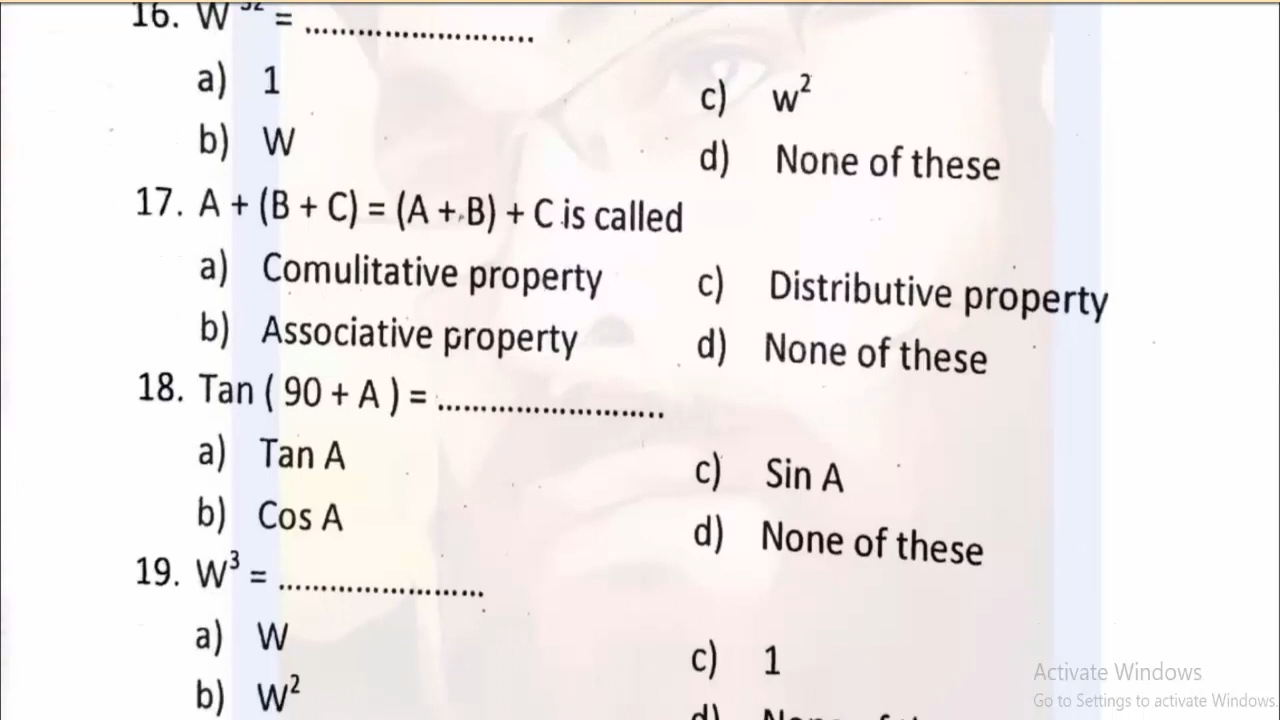 16. W = ..........................
a) 1
c) w²
b) W
d) None of these
17. A + (B + C) = (A + B) + C is called
a) Comulitative property
c) Distributive property
b) Associative property
d) None of these
18. Tan ( 90 + A ) = ..........................
a) Tan A
c) Sin A
b) Cos A
d) None of these
19. W³ = ........................
a) W
c) 1
b) W²
d)
Activate Windows
Go to Settings to activate Windows.